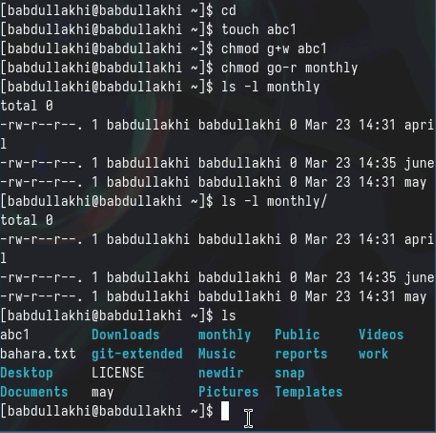 [babdullakhi@babdullakhi ~]$ cd
[babdullakhi@babdullakhi ~]$ touch abc1
[babdullakhi@babdullakhi ~]$ chmod g+w abc1
[babdullakhi@babdullakhi ~]$ chmod go-r monthly
[babdullakhi@babdullakhi ~]$ ls -l monthly
total 0
-rw-r--r--. 1 babdullakhi babdullakhi 0 Mar 23 14:31 apri
l
-rw-r--r--. 1 babdullakhi babdullakhi 0 Mar 23 14:35 june
-rw-r--r--. 1 babdullakhi babdullakhi 0 Mar 23 14:31 may
[babdullakhi@babdullakhi ~]$ ls -l monthly/
total 0
-rw-r--r--. 1 babdullakhi babdullakhi 0 Mar 23 14:31 apri
l
-rw-r--r--. 1 babdullakhi babdullakhi 0 Mar 23 14:35 june
-rw-r--r--. 1 babdullakhi babdullakhi 0 Mar 23 14:31 may
[babdullakhi@babdullakhi ~]$ ls
abc1 Downloads monthly Public Videos
bahara.txt git-extended Music reports work
Desktop LICENSE newdir snap
Documents may Pictures Templates
[babdullakhi@babdullakhi ~]$